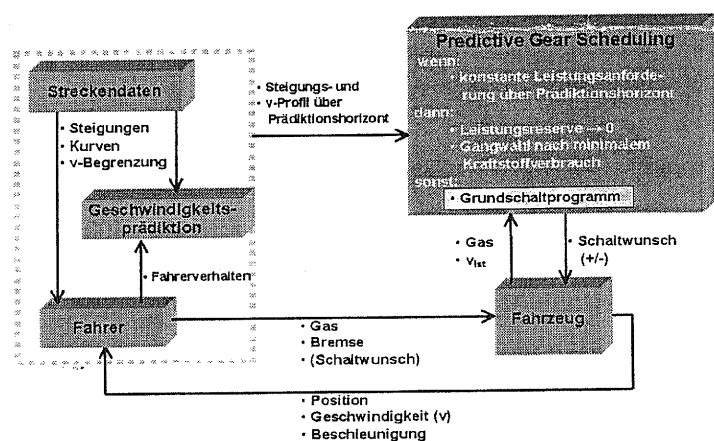 Predictive Gear Scheduling
wenn:
• konstante Leistungsanforde-
rung über Prädiktionshorizont
dann:
• Leistungsreserve → 0
• Gangwahl nach minimalem
Kraftstoffverbrauch
sonst:
• Grundschaltprogramm
Streckendaten
• Steigungen
• Kurven
• v-Begrenzung
• Steigungs- und
• v-Profil über
Prädiktionshorizont
Geschwindigkeits-
prädiktion
• Fahrerverhalten
• Gas
• vist
• Schaltwunsch
(+/-)
Fahrer
Fahrzeug
• Gas
• Bremse
• (Schaltwunsch)
• Position
• Geschwindigkeit (v)
• Beschleunigung